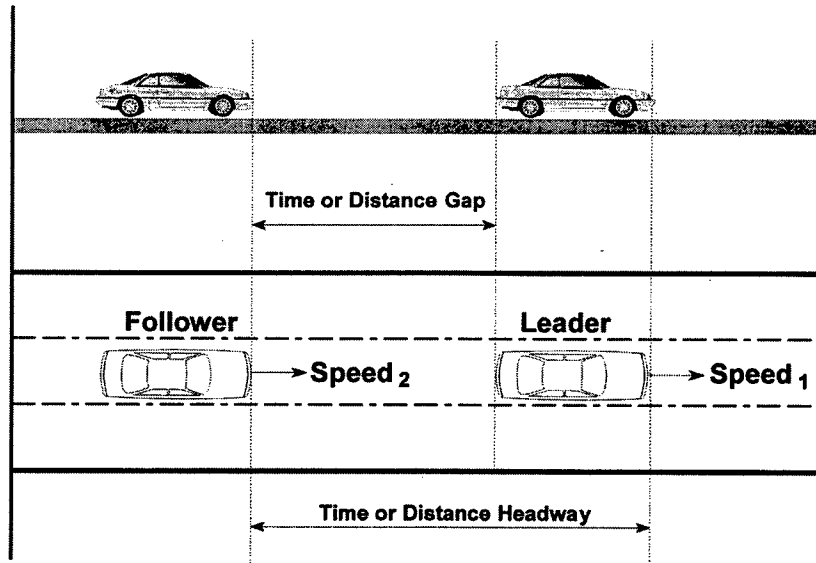 Time or Distance Gap
Follower
Leader
Speed 2
Speed 1
Time or Distance Headway